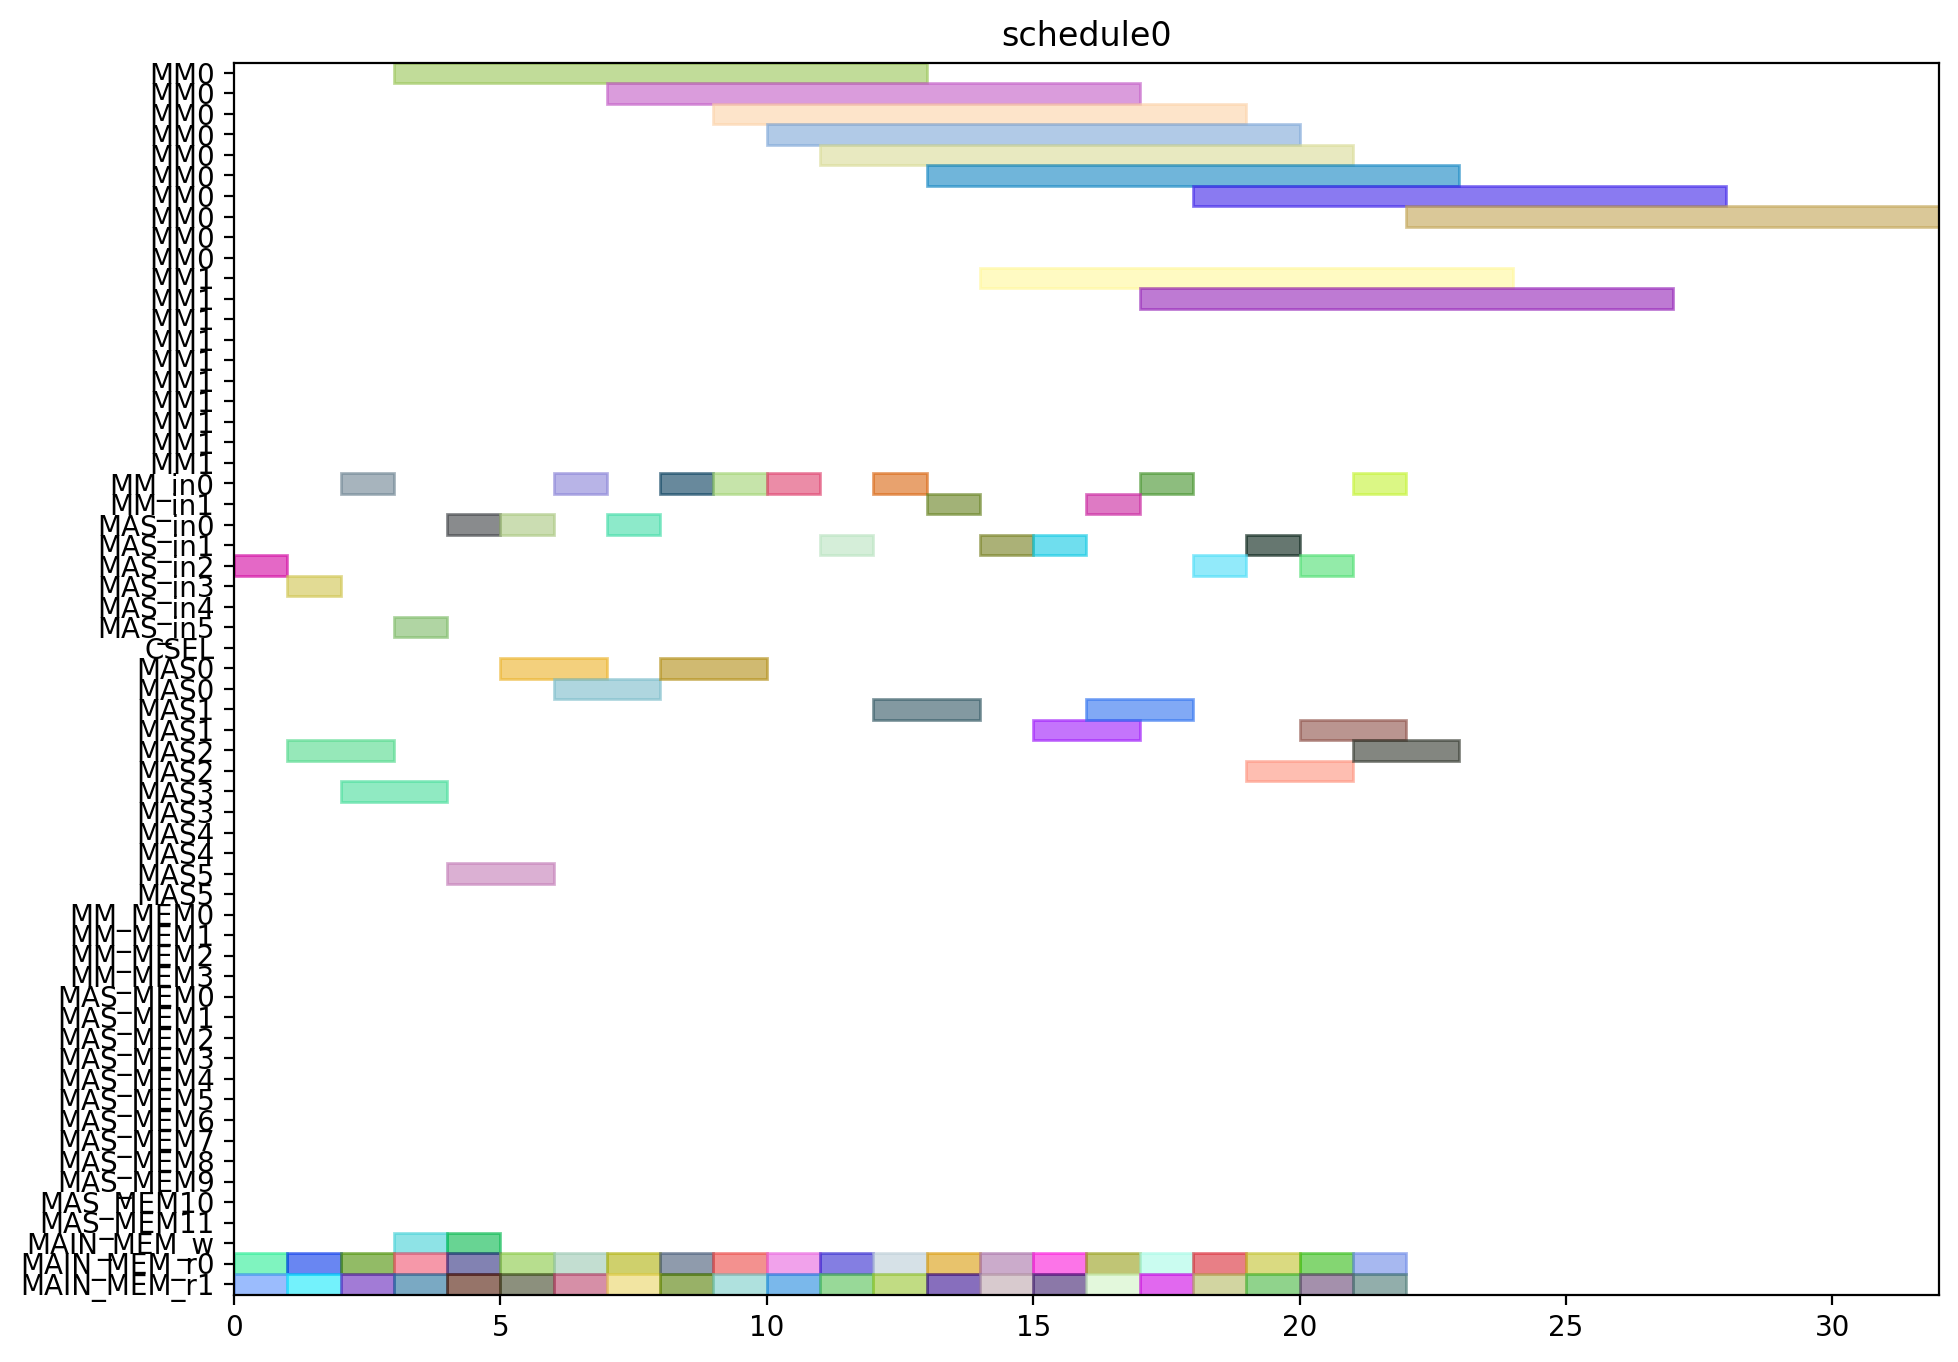 schedule0
MM0
MM0
MM0
MM0
MM0
MM0
MM0
MM0
MM0
MM0
MM1
MM1
MM1
MM1
MM1
MM1
MM1
MM1
MM1
MM1
MM_in0
MM_in1
MAS_in0
MAS_in1
MAS_in2
MAS_in3
MAS_in4
MAS_in5
CSEL
MAS0
MAS0
MAS1
MAS1
MAS2
MAS2
MAS3
MAS3
MAS4
MAS4
MAS5
MAS5
MM_MEM0
MM_MEM1
MM_MEM2
MM_MEM3
MAS_MEM0
MAS_MEM1
MAS_MEM2
MAS_MEM3
MAS_MEM4
MAS_MEM5
MAS_MEM6
MAS_MEM7
MAS_MEM8
MAS_MEM9
MAS_MEM10
MAS_MEM11
MAIN_MEM_w
MAIN_MEM_r0
MAIN_MEM_r1
0 5 10 15 20 25 30